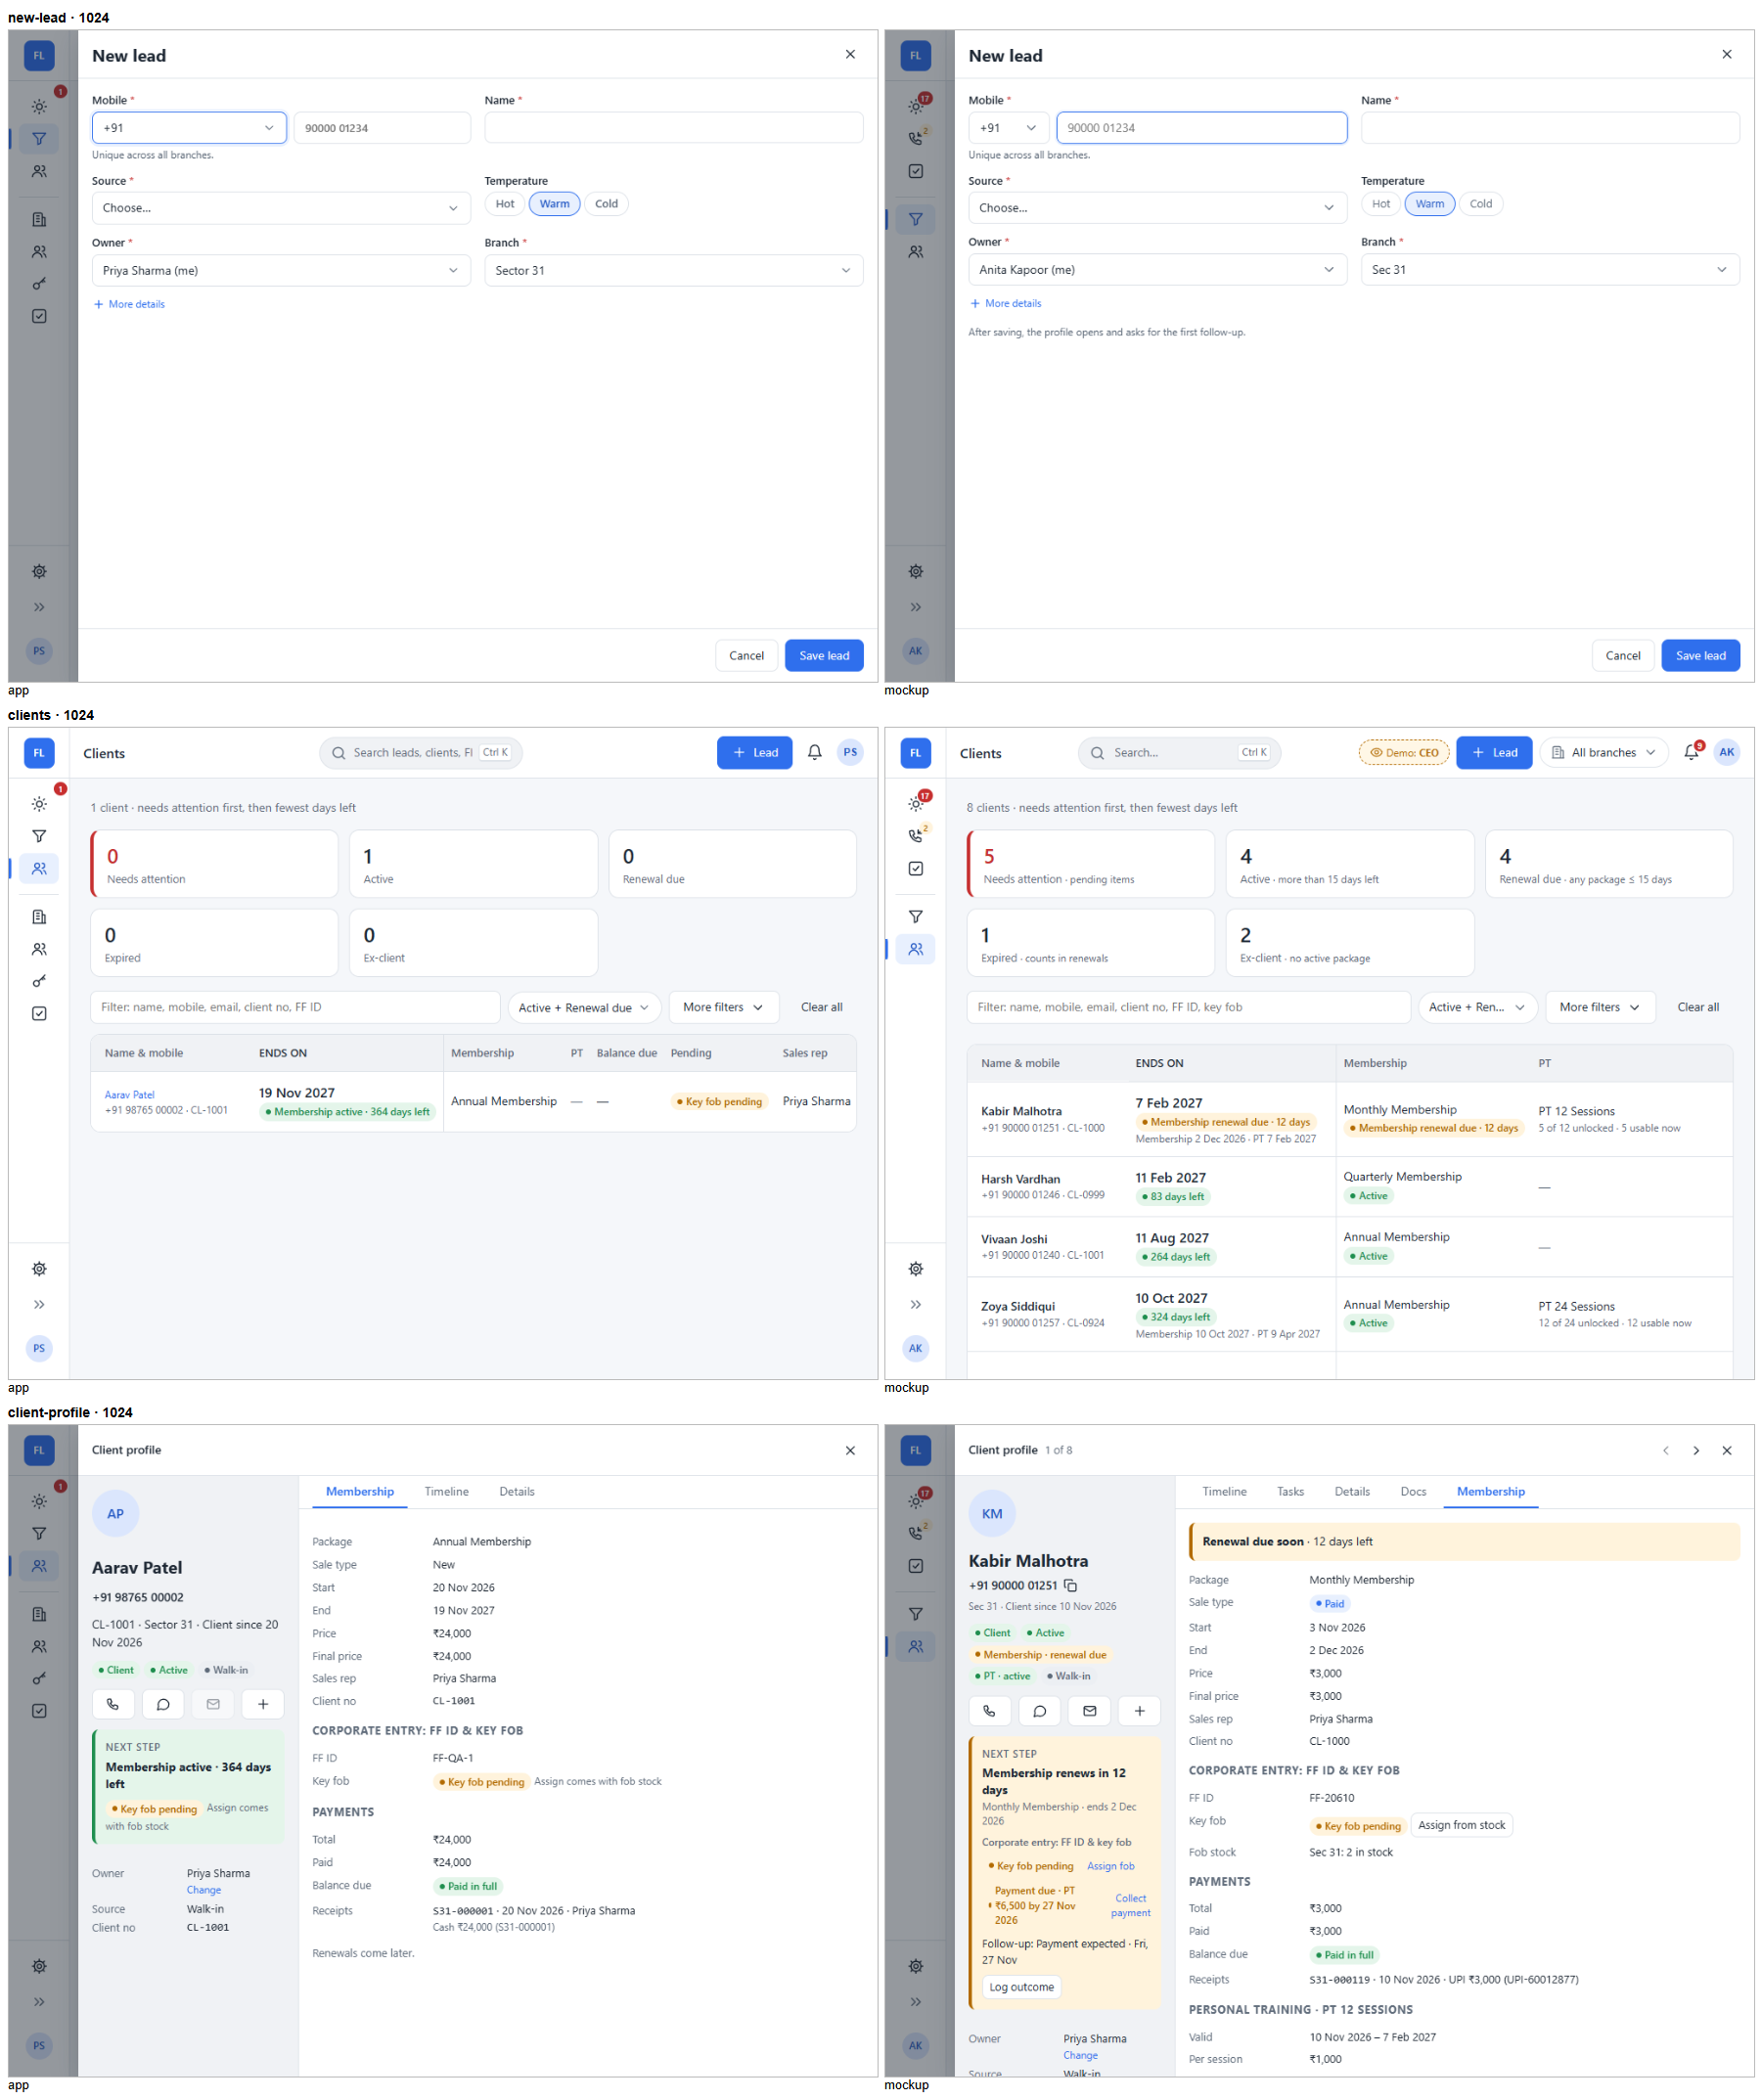 new-lead · 1024
FL
1
PS
New lead
Mobile *
+91
90000 01234
Unique across all branches.
Name *
Source *
Choose...
Temperature
Hot
Warm
Cold
Owner *
Priya Sharma (me)
Branch *
Sector 31
+ More details
Cancel
Save lead
app
FL
17
2
AK
New lead
Mobile *
+91
90000 01234
Unique across all branches.
Name *
Source *
Choose...
Temperature
Hot
Warm
Cold
Owner *
Anita Kapoor (me)
Branch *
Sec 31
+ More details
After saving, the profile opens and asks for the first follow-up.
Cancel
Save lead
mockup
clients · 1024
FL
Clients
Search leads, clients, Fl
Ctrl K
+ Lead
PS
1
1 client · needs attention first, then fewest days left
0
Needs attention
1
Active
0
Renewal due
0
Expired
0
Ex-client
Filter: name, mobile, email, client no, FF ID
Active + Renewal due
More filters
Clear all
Name & mobile
ENDS ON
Membership
PT
Balance due
Pending
Sales rep
Aarav Patel
+91 98765 00002 · CL-1001
19 Nov 2027
Membership active · 364 days left
Annual Membership
—
—
Key fob pending
Priya Sharma
PS
app
FL
Clients
Search...
Ctrl K
Demo: CEO
+ Lead
All branches
9
AK
17
2
8 clients · needs attention first, then fewest days left
5
Needs attention · pending items
4
Active · more than 15 days left
4
Renewal due · any package ≤ 15 days
1
Expired · counts in renewals
2
Ex-client · no active package
Filter: name, mobile, email, client no, FF ID, key fob
Active + Ren...
More filters
Clear all
Name & mobile
ENDS ON
Membership
PT
Kabir Malhotra
+91 90000 01251 · CL-1000
7 Feb 2027
Membership renewal due · 12 days
Membership 2 Dec 2026 · PT 7 Feb 2027
Monthly Membership
Membership renewal due · 12 days
PT 12 Sessions
5 of 12 unlocked · 5 usable now
Harsh Vardhan
+91 90000 01246 · CL-0999
11 Feb 2027
83 days left
Quarterly Membership
Active
—
Vivaan Joshi
+91 90000 01240 · CL-1001
11 Aug 2027
264 days left
Annual Membership
Active
—
Zoya Siddiqui
+91 90000 01257 · CL-0924
10 Oct 2027
324 days left
Membership 10 Oct 2027 · PT 9 Apr 2027
Annual Membership
Active
PT 24 Sessions
12 of 24 unlocked · 12 usable now
AK
mockup
client-profile · 1024
FL
1
PS
Client profile
AP
Aarav Patel
+91 98765 00002
CL-1001 · Sector 31 · Client since 20
Nov 2026
Client
Active
Walk-in
NEXT STEP
Membership active · 364 days
left
Key fob pending Assign comes
with fob stock
Owner
Priya Sharma
Change
Source
Walk-in
Client no
CL-1001
Membership
Timeline
Details
Package
Annual Membership
Sale type
New
Start
20 Nov 2026
End
19 Nov 2027
Price
₹24,000
Final price
₹24,000
Sales rep
Priya Sharma
Client no
CL-1001
CORPORATE ENTRY: FF ID & KEY FOB
FF ID
FF-QA-1
Key fob
Key fob pending Assign comes with fob stock
PAYMENTS
Total
₹24,000
Paid
₹24,000
Balance due
Paid in full
Receipts
S31-000001 · 20 Nov 2026 · Priya Sharma
Cash ₹24,000 (S31-000001)
Renewals come later.
app
FL
17
2
AK
Client profile 1 of 8
KM
Kabir Malhotra
+91 90000 01251
Sec 31 · Client since 10 Nov 2026
Client
Active
Membership · renewal due
PT · active
Walk-in
NEXT STEP
Membership renews in 12
days
Monthly Membership · ends 2 Dec
2026
Corporate entry: FF ID & key fob
Key fob pending
Assign fob
Payment due · PT
₹6,500 by 27 Nov
2026
Collect
payment
Follow-up: Payment expected · Fri,
27 Nov
Log outcome
Owner
Priya Sharma
Change
Source
Walk-in
Timeline
Tasks
Details
Docs
Membership
Renewal due soon · 12 days left
Package
Monthly Membership
Sale type
Paid
Start
3 Nov 2026
End
2 Dec 2026
Price
₹3,000
Final price
₹3,000
Sales rep
Priya Sharma
Client no
CL-1000
CORPORATE ENTRY: FF ID & KEY FOB
FF ID
FF-20610
Key fob
Key fob pending
Assign from stock
Fob stock
Sec 31: 2 in stock
PAYMENTS
Total
₹3,000
Paid
₹3,000
Balance due
Paid in full
Receipts
S31-000119 · 10 Nov 2026 · UPI ₹3,000 (UPI-60012877)
PERSONAL TRAINING · PT 12 SESSIONS
Valid
10 Nov 2026 – 7 Feb 2027
Per session
₹1,000
mockup